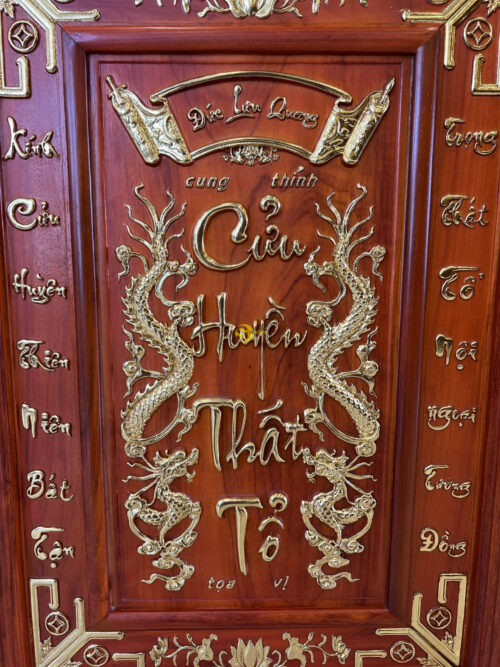 Đức Lưu Quang
cung thỉnh
Cửu
Huyền
Thất
Tổ
tọa vị
Kính
Cửu
Huyền
Thiên
Niên
Bất
Tận
Trọng
Thất
Tổ
Nội
ngoại
Tương
Đồng